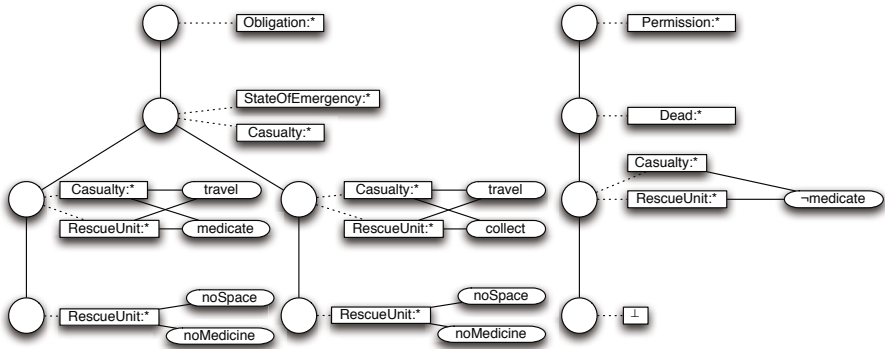 Obligation:*
Permission:*
StateOfEmergency:*
Casualty:*
Dead:*
Casualty:*
travel
RescueUnit:*
medicate
Casualty:*
travel
RescueUnit:*
collect
Casualty:*
RescueUnit:*
¬medicate
noSpace
RescueUnit:*
noMedicine
noSpace
RescueUnit:*
noMedicine
⊥